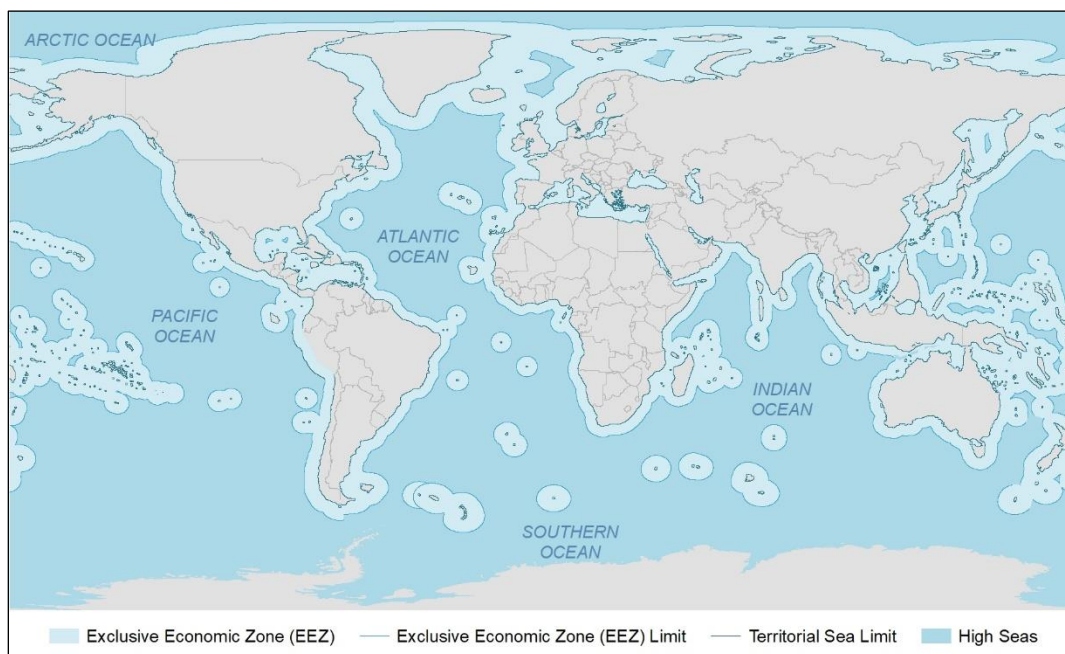 ARCTIC OCEAN
ATLANTIC
OCEAN
PACIFIC
OCEAN
INDIAN
OCEAN
SOUTHERN
OCEAN
Exclusive Economic Zone (EEZ) Exclusive Economic Zone (EEZ) Limit Territorial Sea Limit High Seas